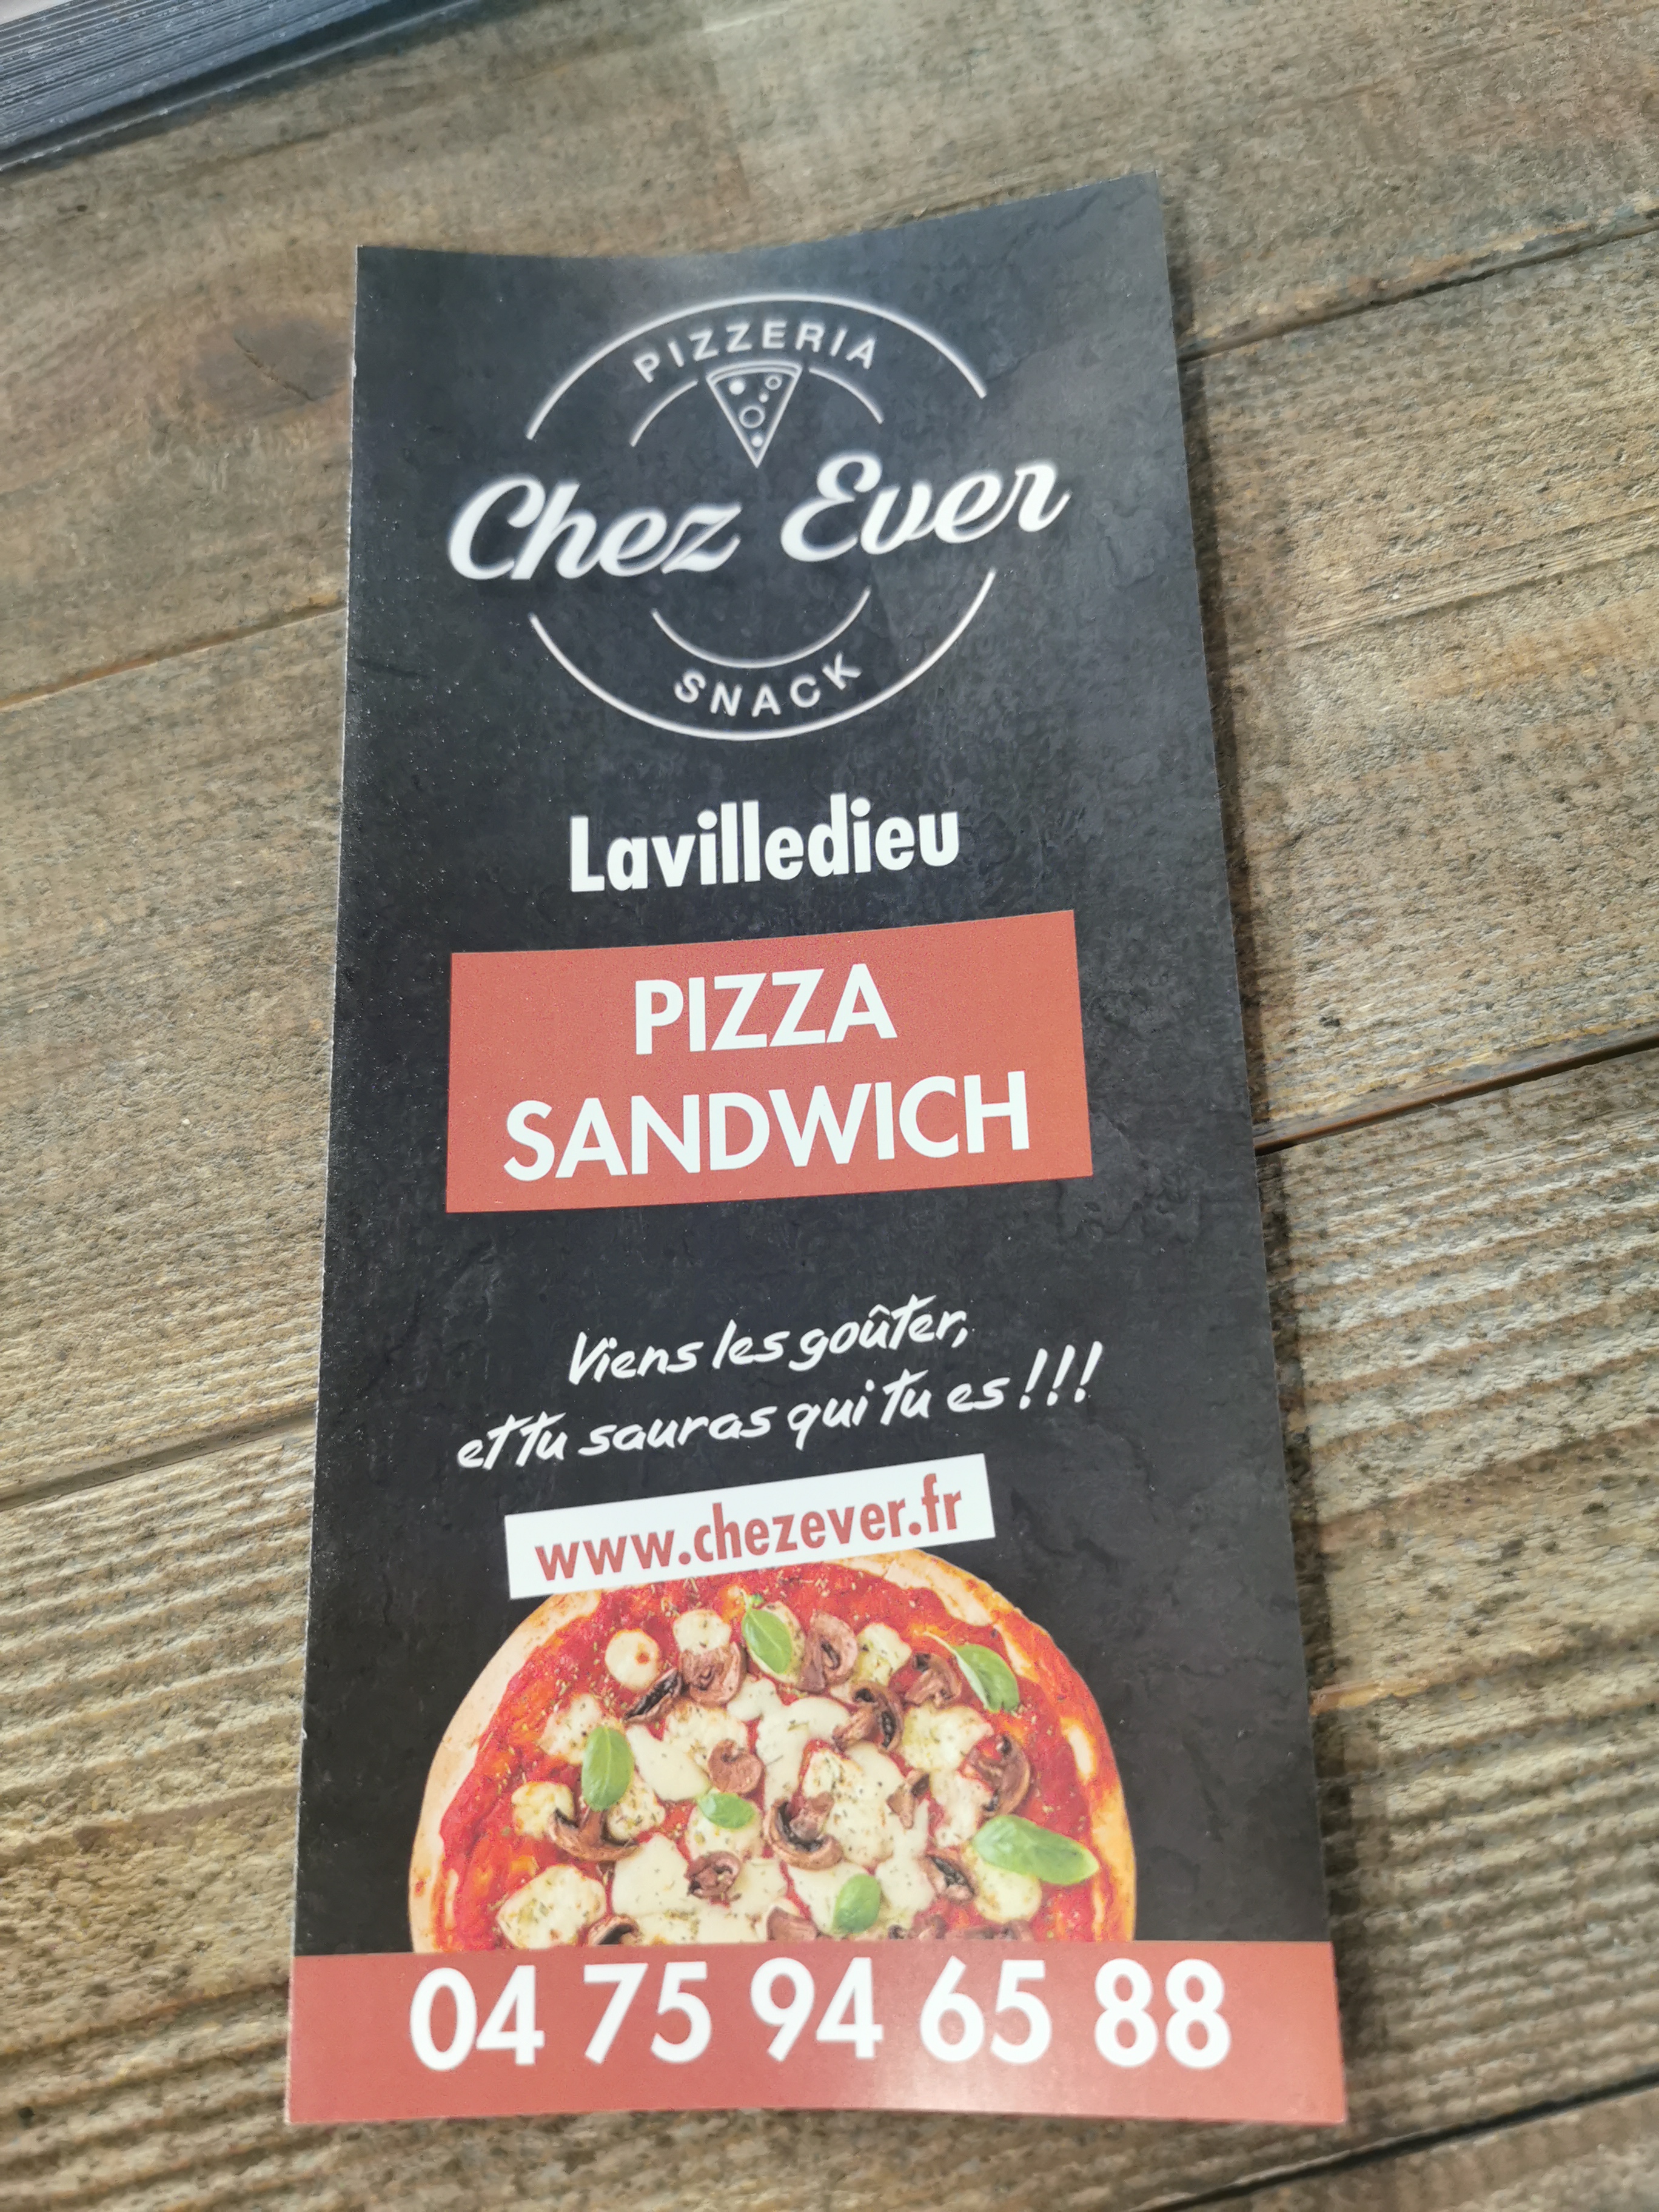 PIZZERIA
Chez Ever
SNACK
Lavilledieu
PIZZA
SANDWICH
Viens les goûter,
et tu sauras qui tu es !!!
www.chezever.fr
04 75 94 65 88